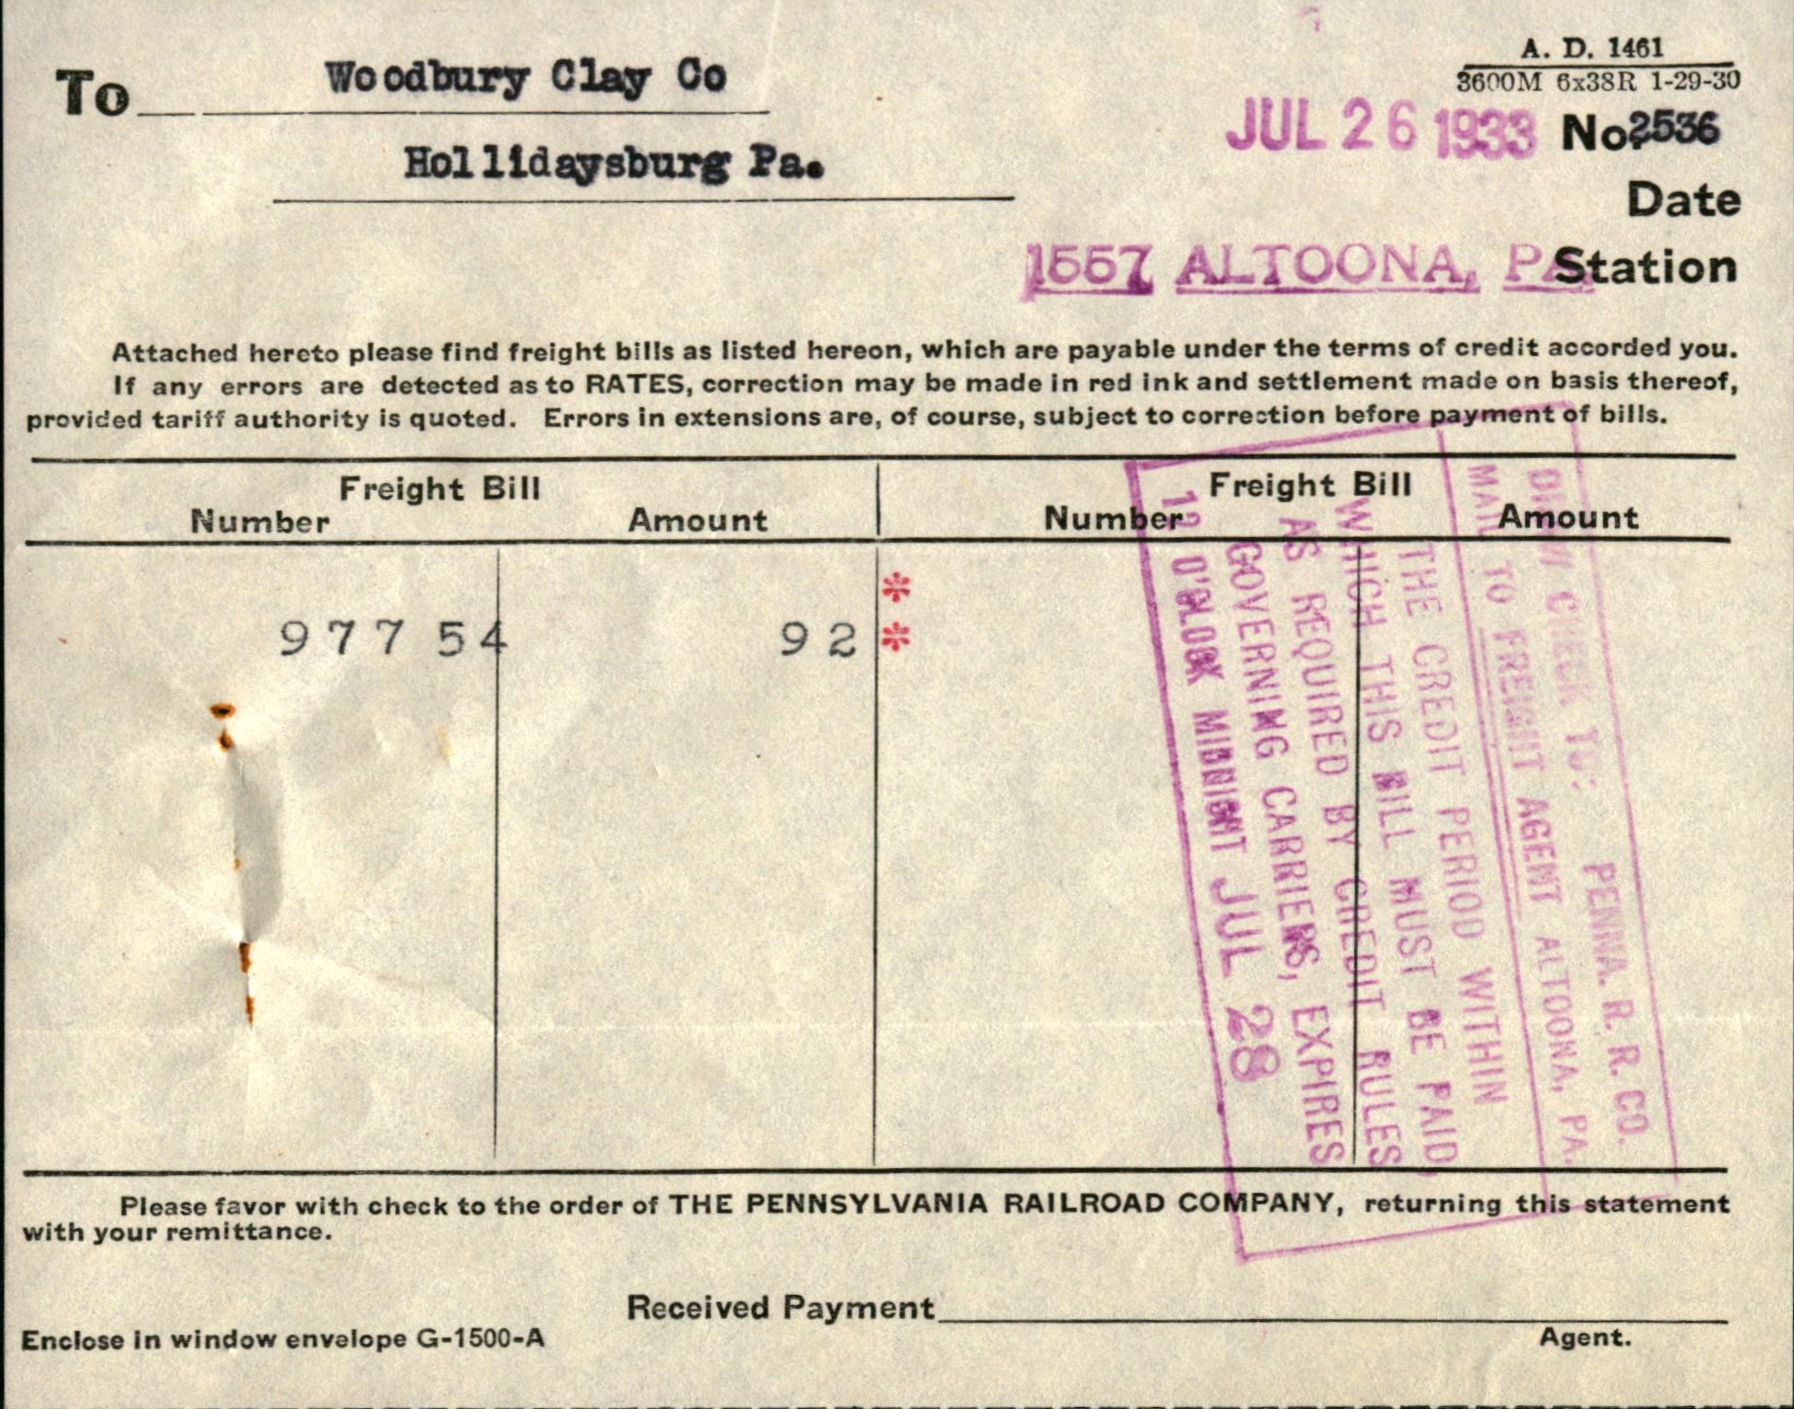 A. D. 1461
3600M 6x38R 1-29-30
To Woodbury Clay Co
JUL 26 1933 No. 2536
Hollidaysburg Pa.
Date
1557 ALTOONA, PA. Station
Attached hereto please find freight bills as listed hereon, which are payable under the terms of credit accorded you.
If any errors are detected as to RATES, correction may be made in red ink and settlement made on basis thereof,
provided tariff authority is quoted. Errors in extensions are, of course, subject to correction before payment of bills.
Freight Bill Freight Bill
Number Amount Number Amount
*
97754 92 *
DRAW CHECK TO: PENNA. R. R. CO.
MAIL TO FREIGHT AGENT ALTOONA, PA.
THE CREDIT PERIOD WITHIN
WHICH THIS BILL MUST BE PAID
AS REQUIRED BY CREDIT RULES
GOVERNING CARRIERS, EXPIRES
12 O'CLOCK MIDNIGHT JUL 28
Please favor with check to the order of THE PENNSYLVANIA RAILROAD COMPANY, returning this statement
with your remittance.
Received Payment
Enclose in window envelope G-1500-A Agent.